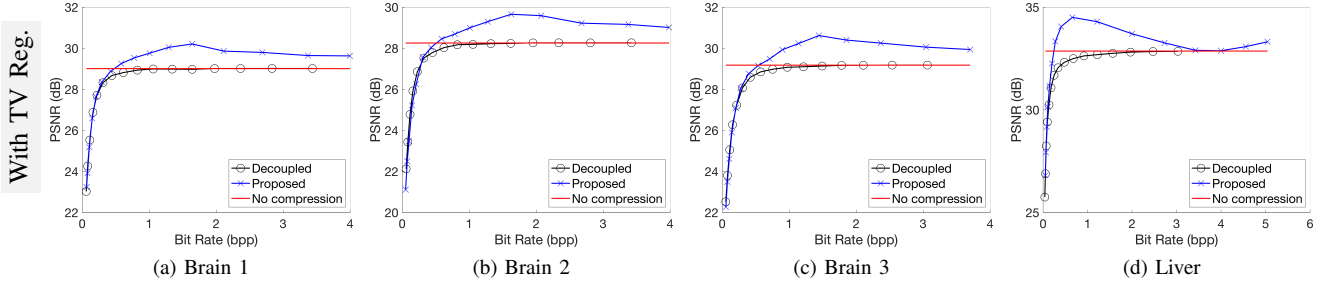 With TV Reg.
32
30
28
26
24
22
0
1
2
3
4
PSNR (dB)
Bit Rate (bpp)
Decoupled
Proposed
No compression
(a) Brain 1
30
28
26
24
22
20
0
1
2
3
4
PSNR (dB)
Bit Rate (bpp)
Decoupled
Proposed
No compression
(b) Brain 2
32
30
28
26
24
22
0
1
2
3
4
PSNR (dB)
Bit Rate (bpp)
Decoupled
Proposed
No compression
(c) Brain 3
35
30
25
0
1
2
3
4
5
6
PSNR (dB)
Bit Rate (bpp)
Decoupled
Proposed
No compression
(d) Liver